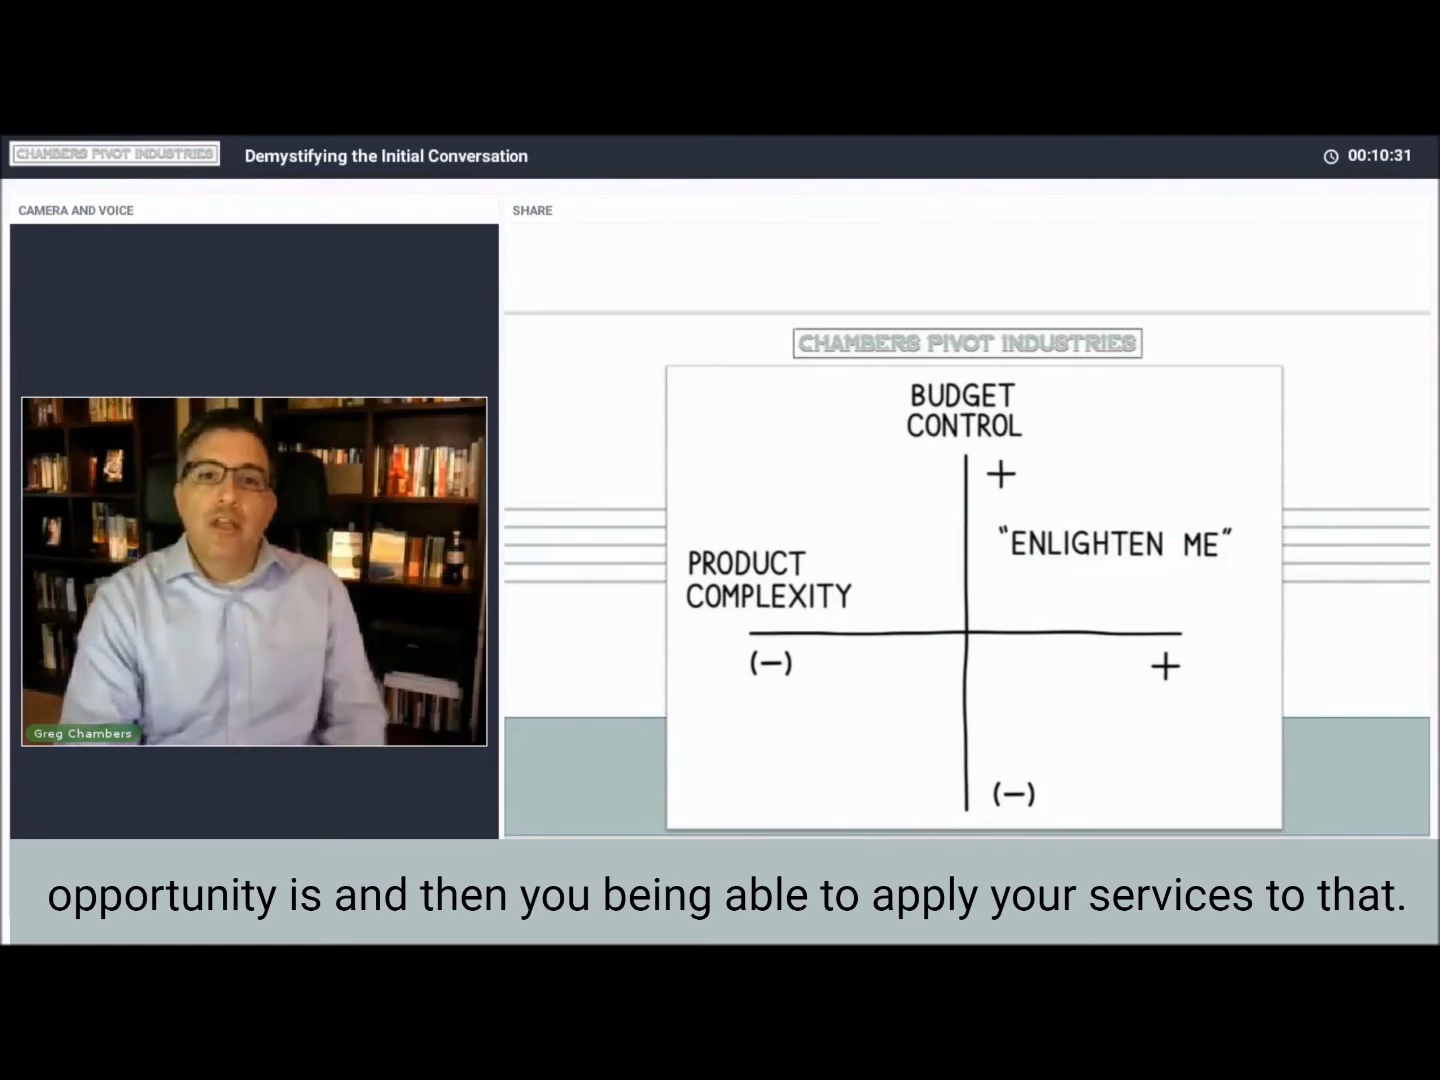 CHAMBERS PIVOT INDUSTRIES
Demystifying the Initial Conversation
00:10:31
CAMERA AND VOICE
SHARE
CHAMBERS PIVOT INDUSTRIES
BUDGET
CONTROL
+
"ENLIGHTEN ME"
PRODUCT
COMPLEXITY
(-)
+
(-)
Greg Chambers
opportunity is and then you being able to apply your services to that.